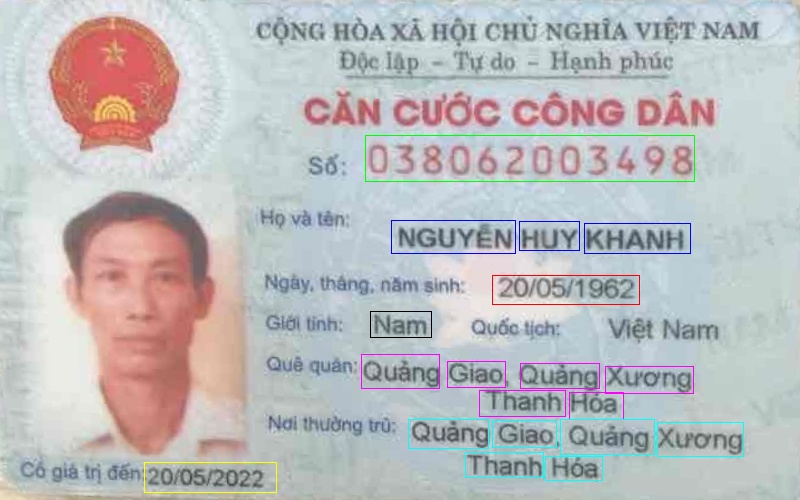 CỘNG HÒA XÃ HỘI CHỦ NGHĨA VIỆT NAM
Độc lập - Tự do - Hạnh phúc
CĂN CƯỚC CÔNG DÂN
Số: 038062003498
Họ và tên:
NGUYỄN HUY KHANH
Ngày, tháng, năm sinh: 20/05/1962
Giới tính: Nam Quốc tịch: Việt Nam
Quê quán: Quảng Giao, Quảng Xương
Thanh Hóa
Nơi thường trú: Quảng Giao, Quảng Xương
Thanh Hóa
Có giá trị đến: 20/05/2022